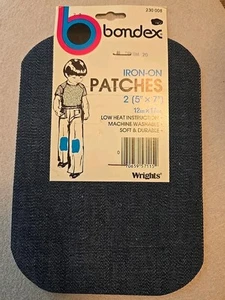 230 008
bondex
IRON-ON
PATCHES
2 (5" x 7")
LOW HEAT INSTRUCTIONS
MACHINE WASHABLE
SOFT & DURABLE
Wrights®